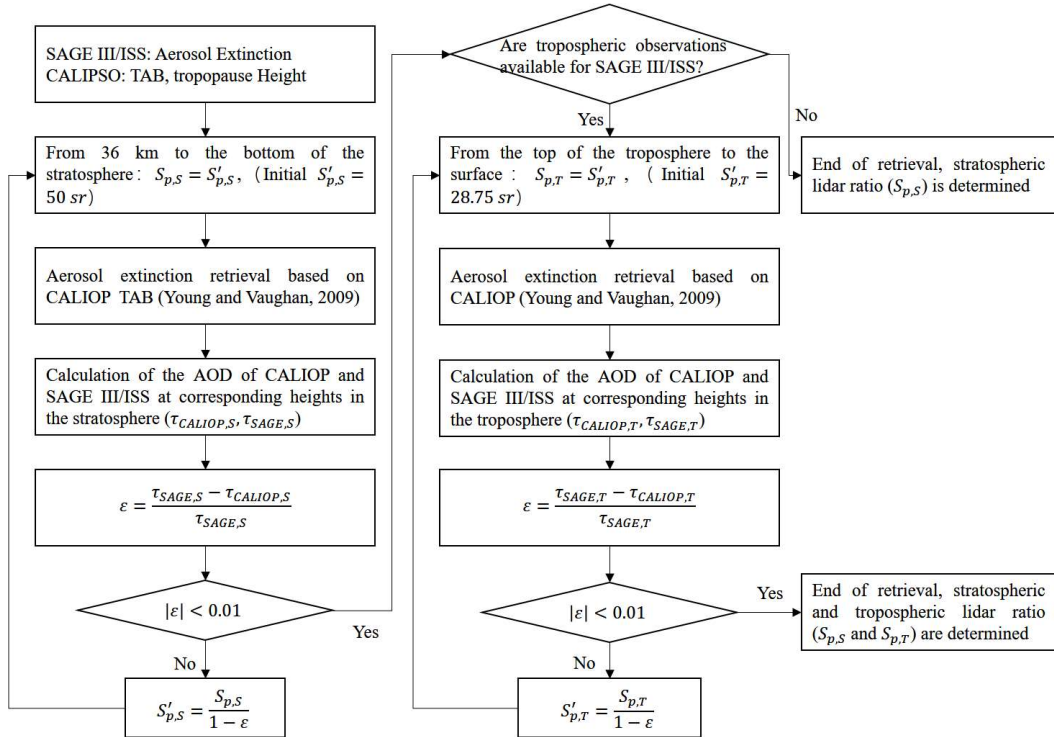 SAGE III/ISS: Aerosol Extinction
CALIPSO: TAB, tropopause Height
From 36 km to the bottom of the
stratosphere： S_{p,S} = S'_{p,S}, （Initial S'_{p,S} =
50 sr）
Aerosol extinction retrieval based on
CALIOP TAB (Young and Vaughan, 2009)
Calculation of the AOD of CALIOP and
SAGE III/ISS at corresponding heights in
the stratosphere (τ_{CALIOP,S}, τ_{SAGE,S})
ε = \frac{τ_{SAGE,S} − τ_{CALIOP,S}}{τ_{SAGE,S}}
|ε| < 0.01
Yes
No
S'_{p,S} = \frac{S_{p,S}}{1 − ε}
Are tropospheric observations
available for SAGE III/ISS?
Yes
No
From the top of the troposphere to the
surface： S_{p,T} = S'_{p,T}, （Initial S'_{p,T} =
28.75 sr）
End of retrieval, stratospheric
lidar ratio (S_{p,S}) is determined
Aerosol extinction retrieval based on
CALIOP (Young and Vaughan, 2009)
Calculation of the AOD of CALIOP and
SAGE III/ISS at corresponding heights in
the troposphere (τ_{CALIOP,T}, τ_{SAGE,T})
ε = \frac{τ_{SAGE,T} − τ_{CALIOP,T}}{τ_{SAGE,T}}
|ε| < 0.01
Yes
End of retrieval, stratospheric
and tropospheric lidar ratio
(S_{p,S} and S_{p,T}) are determined
No
S'_{p,T} = \frac{S_{p,T}}{1 − ε}